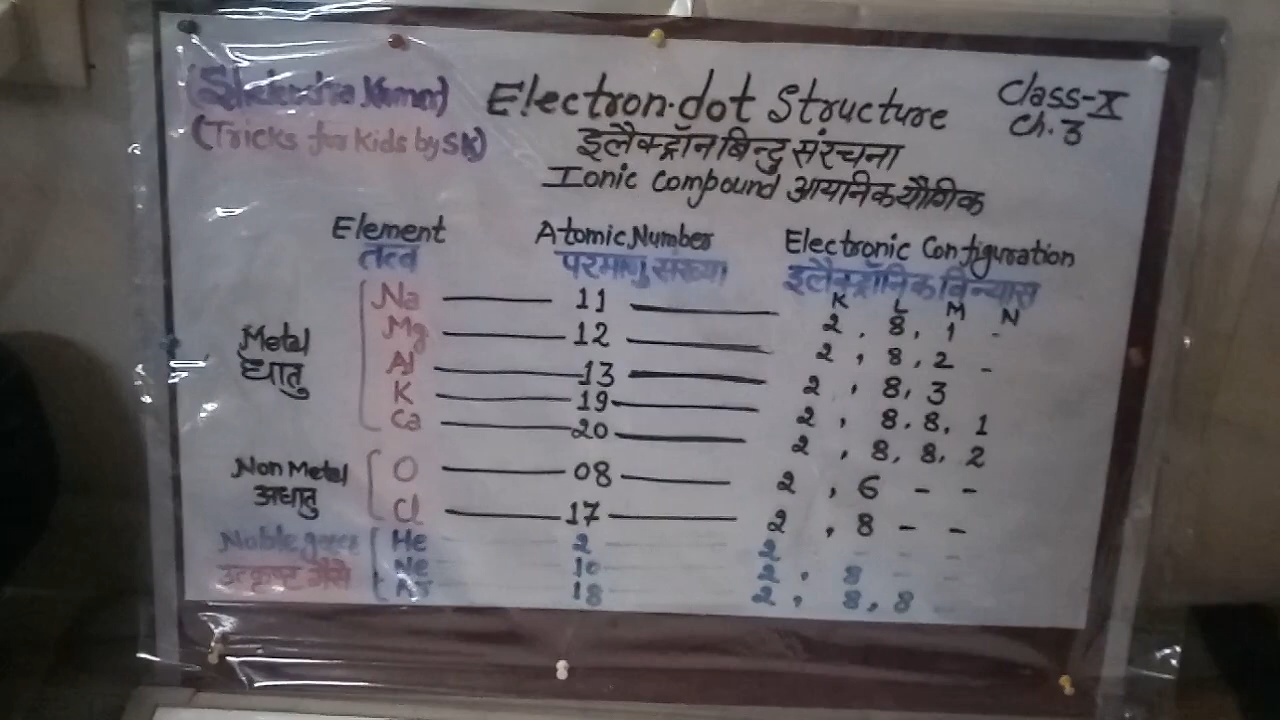 (Shailendra Kumar) Electron-dot Structure Class-X
(Tricks for Kids by SK) इलैक्ट्रॉन बिन्दु संरचना Ch. 3
Ionic Compound आयनिक यौगिक
Element Atomic Number Electronic Configuration
तत्व परमाणु संख्या इलैक्ट्रॉनिक विन्यास
K L M N
Na 11 2, 8, 1 -
Mg 12 2, 8, 2 -
Metal
धातु
Al 13 2, 8, 3
K 19 2, 8, 8, 1
Ca 20 2, 8, 8, 2
Non Metal
अधातु
O 08 2, 6 - -
Cl 17 2, 8 - -
Noble gases He 2 2 - - -
उत्कृष्ट गैसे Ne 10 2, 8 - -
Ar 18 2, 8, 8 -